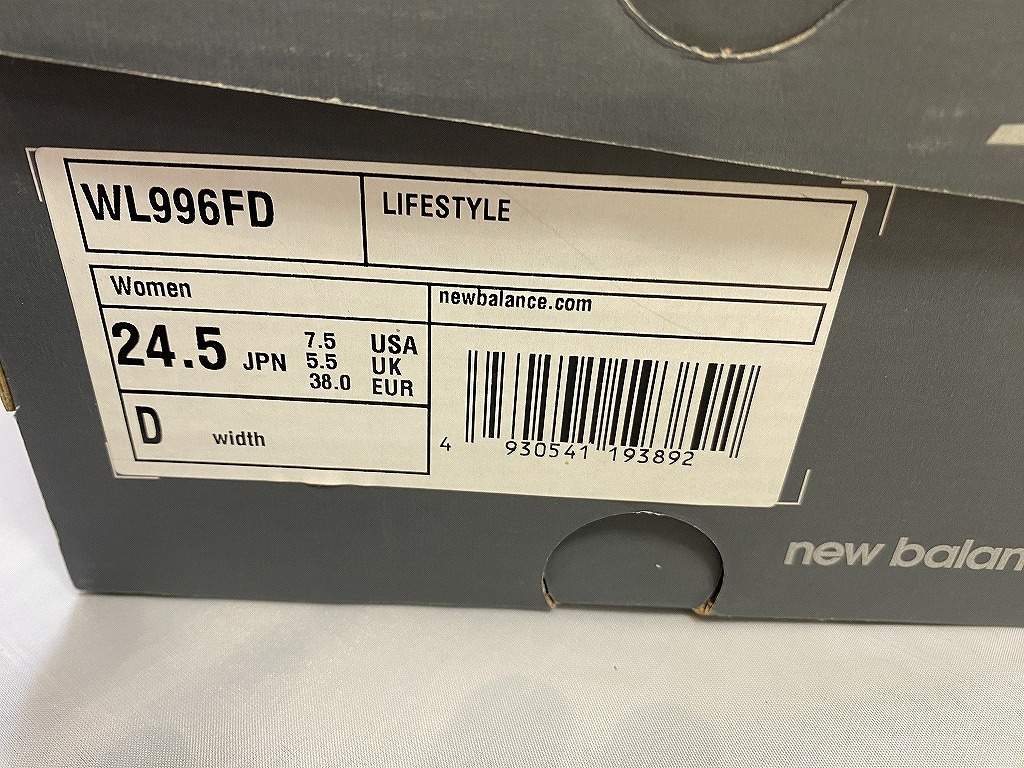 WL996FD
LIFESTYLE
Women
newbalance.com
24.5 JPN
7.5 USA
5.5 UK
38.0 EUR
D width
4 930541 193892
new balan